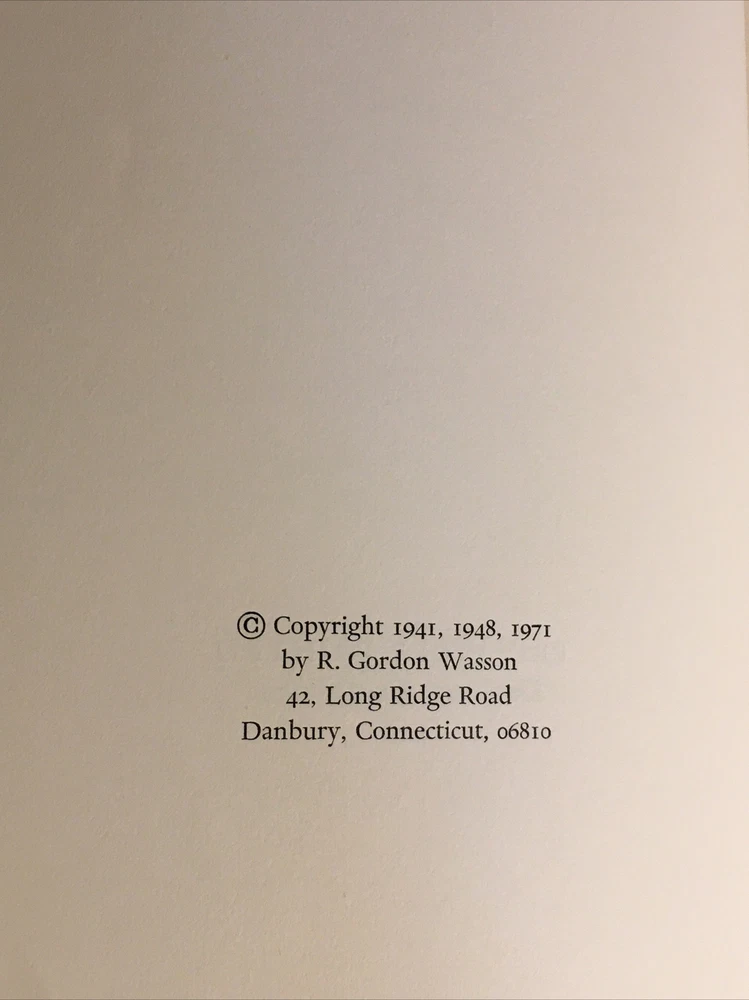 © Copyright 1941, 1948, 1971
by R. Gordon Wasson
42, Long Ridge Road
Danbury, Connecticut, 06810